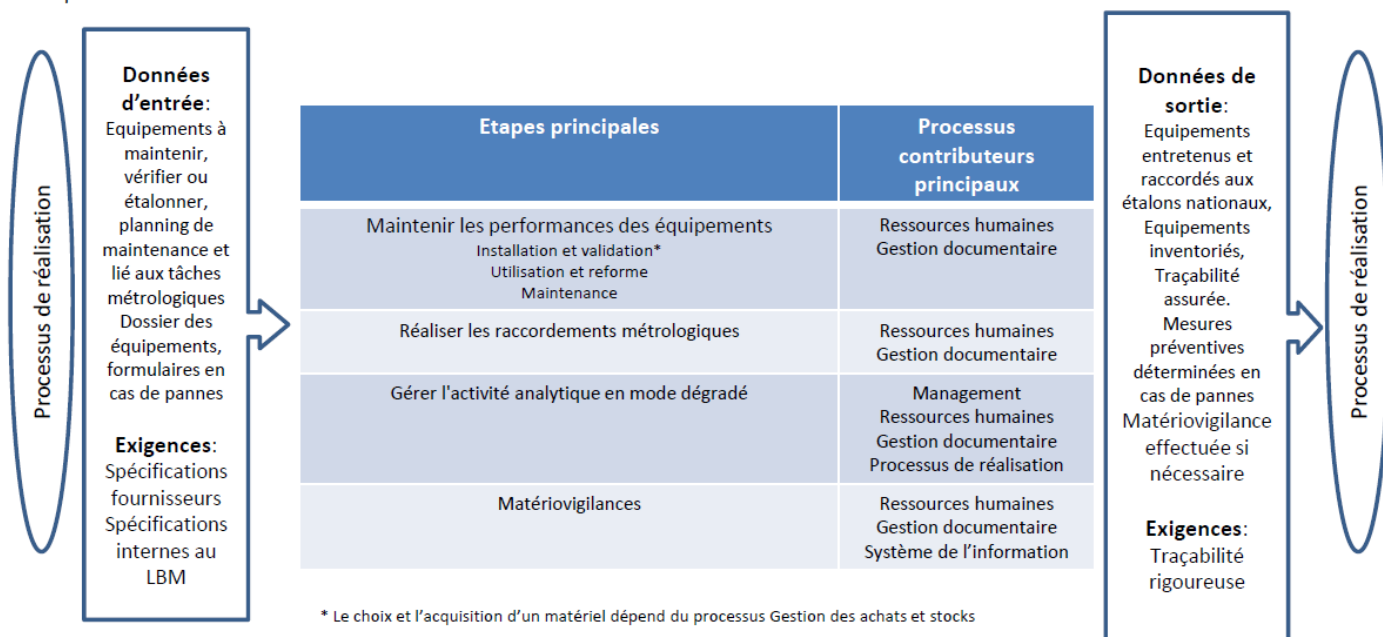 Processus de réalisation
Données
d'entrée:
Equipements à
maintenir,
vérifier ou
étalonner,
planning de
maintenance et
lié aux tâches
métrologiques
Dossier des
équipements,
formulaires en
cas de pannes
Exigences:
Spécifications
fournisseurs
Spécifications
internes au
LBM
Etapes principales
Processus
contributeurs
principaux
Maintenir les performances des équipements
Installation et validation*
Utilisation et reforme
Maintenance
Ressources humaines
Gestion documentaire
Réaliser les raccordements métrologiques
Ressources humaines
Gestion documentaire
Gérer l'activité analytique en mode dégradé
Management
Ressources humaines
Gestion documentaire
Processus de réalisation
Matériovigilances
Ressources humaines
Gestion documentaire
Système de l'information
* Le choix et l'acquisition d'un matériel dépend du processus Gestion des achats et stocks
Données de
sortie:
Equipements
entretenus et
raccordés aux
étalons nationaux,
Equipements
inventoriés,
Traçabilité
assurée.
Mesures
préventives
déterminées en
cas de pannes
Matériovigilance
effectuée si
nécessaire
Exigences:
Traçabilité
rigoureuse
Processus de réalisation